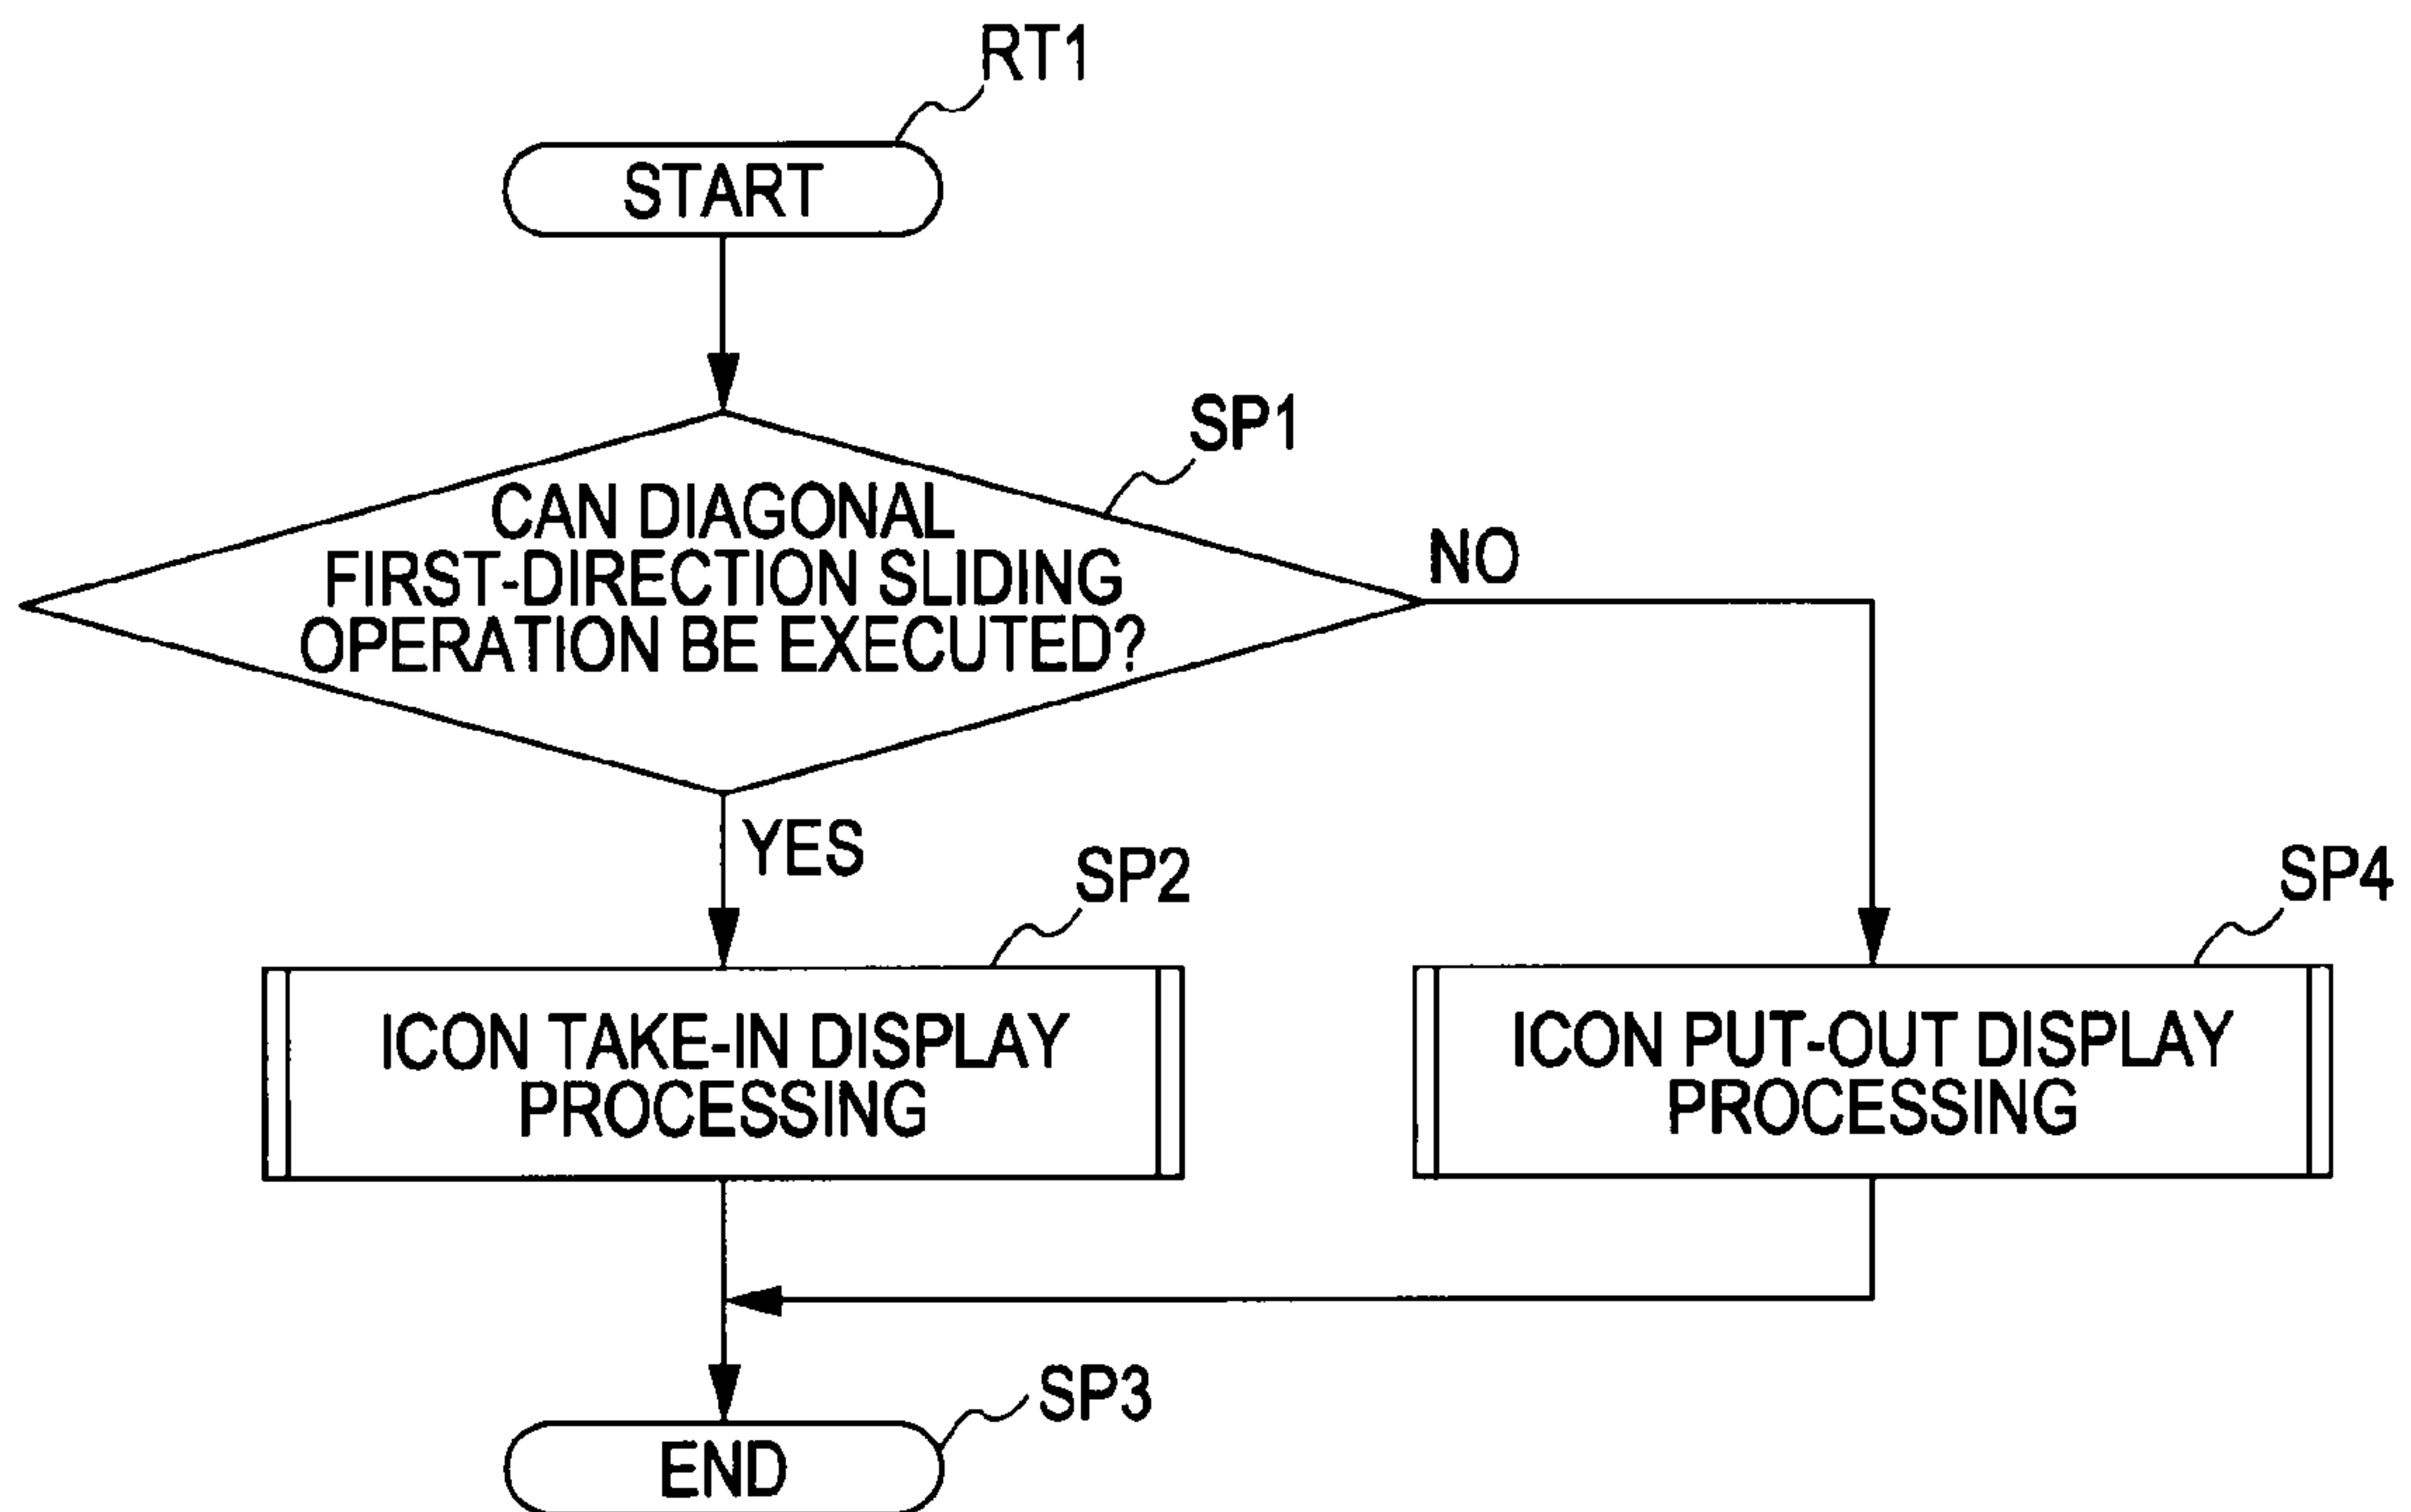 RT1
START
SP1
CAN DIAGONAL
FIRST-DIRECTION SLIDING
OPERATION BE EXECUTED?
NO
YES
SP2
SP4
ICON TAKE-IN DISPLAY
PROCESSING
ICON PUT-OUT DISPLAY
PROCESSING
SP3
END